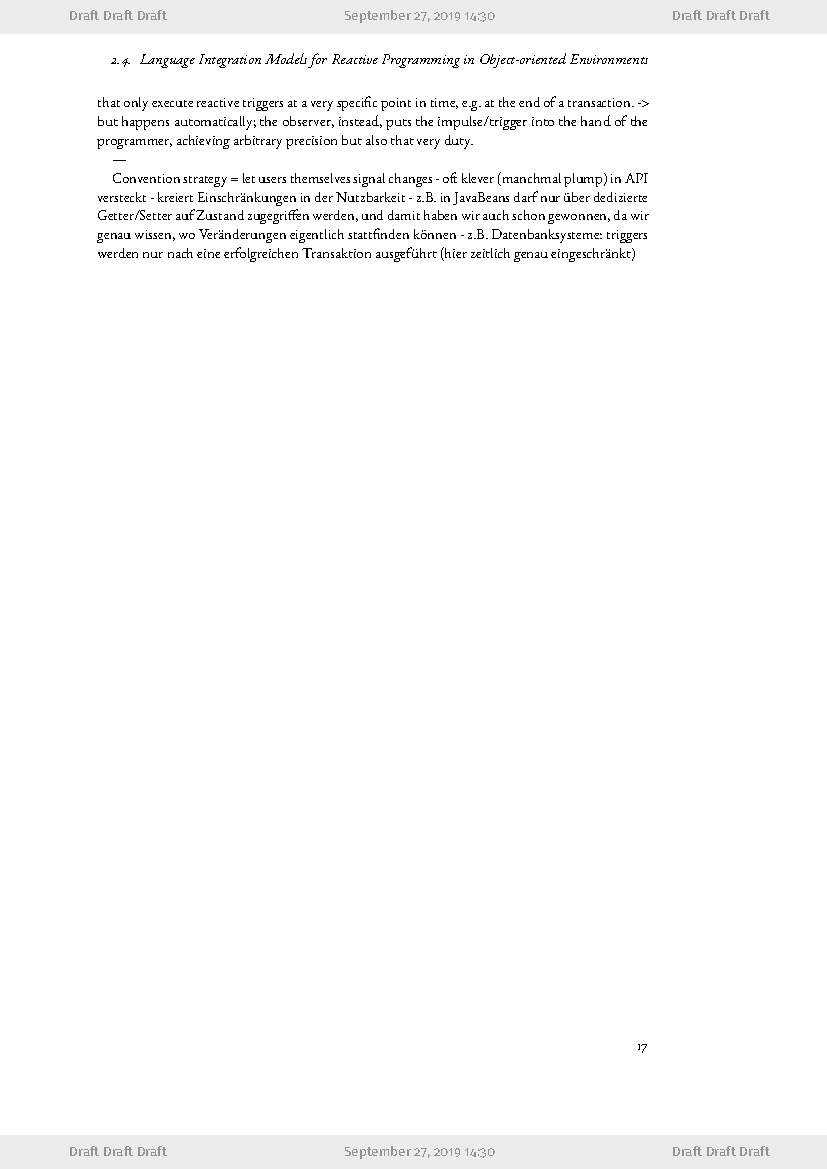 Draft Draft Draft September 27, 2019 14:30 Draft Draft Draft
2.4. Language Integration Models for Reactive Programming in Object-oriented Environments
that only execute reactive triggers at a very specific point in time, e.g. at the end of a transaction. ->
but happens automatically; the observer, instead, puts the impulse/trigger into the hand of the
programmer, achieving arbitrary precision but also that very duty.
—
Convention strategy = let users themselves signal changes - oft klever (manchmal plump) in API
versteckt - kreiert Einschränkungen in der Nutzbarkeit - z.B. in JavaBeans darf nur über dedizierte
Getter/Setter auf Zustand zugegriffen werden, und damit haben wir auch schon gewonnen, da wir
genau wissen, wo Veränderungen eigentlich stattfinden können - z.B. Datenbanksysteme: triggers
werden nur nach eine erfolgreichen Transaktion ausgeführt (hier zeitlich genau eingeschränkt)
17
Draft Draft Draft September 27, 2019 14:30 Draft Draft Draft